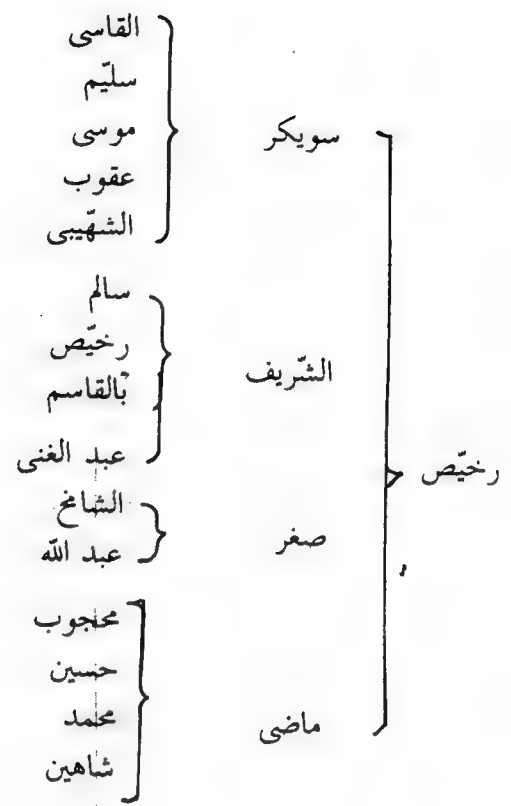 رخيّص
سويكر
القاسى
سليّم
موسى
عقوب
الشهّيبى
الشّريف
سالم
رخيّص
بالقاسم
عبد الغنى
صغر
الشامخ
عبد الله
ماضى
محجوب
حسين
محمد
شاهين